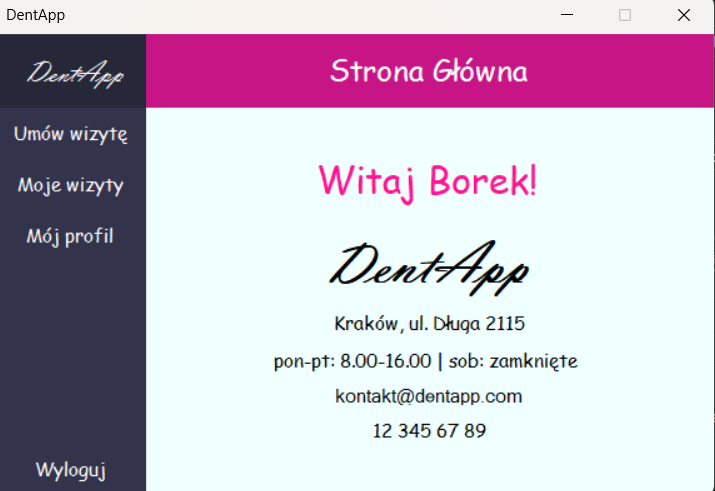 DentApp
DentApp
Strona Główna
Umów wizytę
Moje wizyty
Mój profil
Wyloguj
Witaj Borek!
DentApp
Kraków, ul. Długa 2115
pon-pt: 8.00-16.00 | sob: zamknięte
kontakt@dentapp.com
12 345 67 89